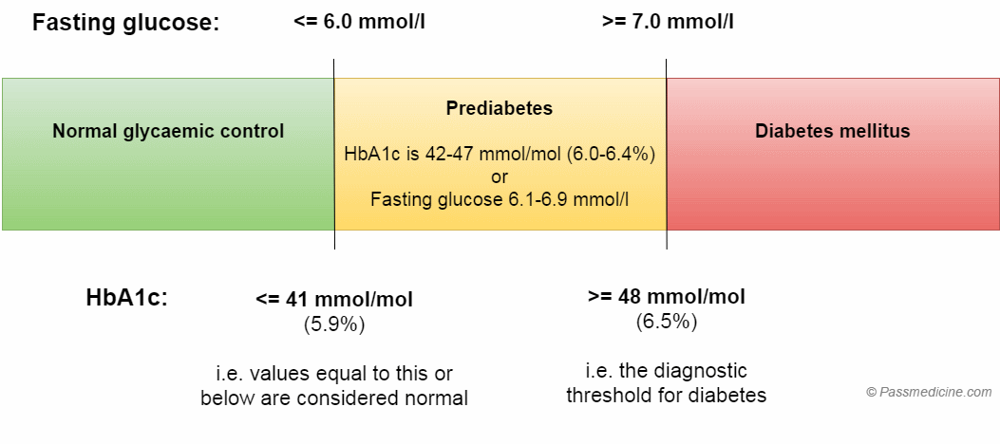 Fasting glucose:
<= 6.0 mmol/l
>= 7.0 mmol/l
Normal glycaemic control
Prediabetes
HbA1c is 42-47 mmol/mol (6.0-6.4%)
or
Fasting glucose 6.1-6.9 mmol/l
Diabetes mellitus
HbA1c:
<= 41 mmol/mol
(5.9%)
i.e. values equal to this or
below are considered normal
>= 48 mmol/mol
(6.5%)
i.e. the diagnostic
threshold for diabetes
© Passmedicine.com